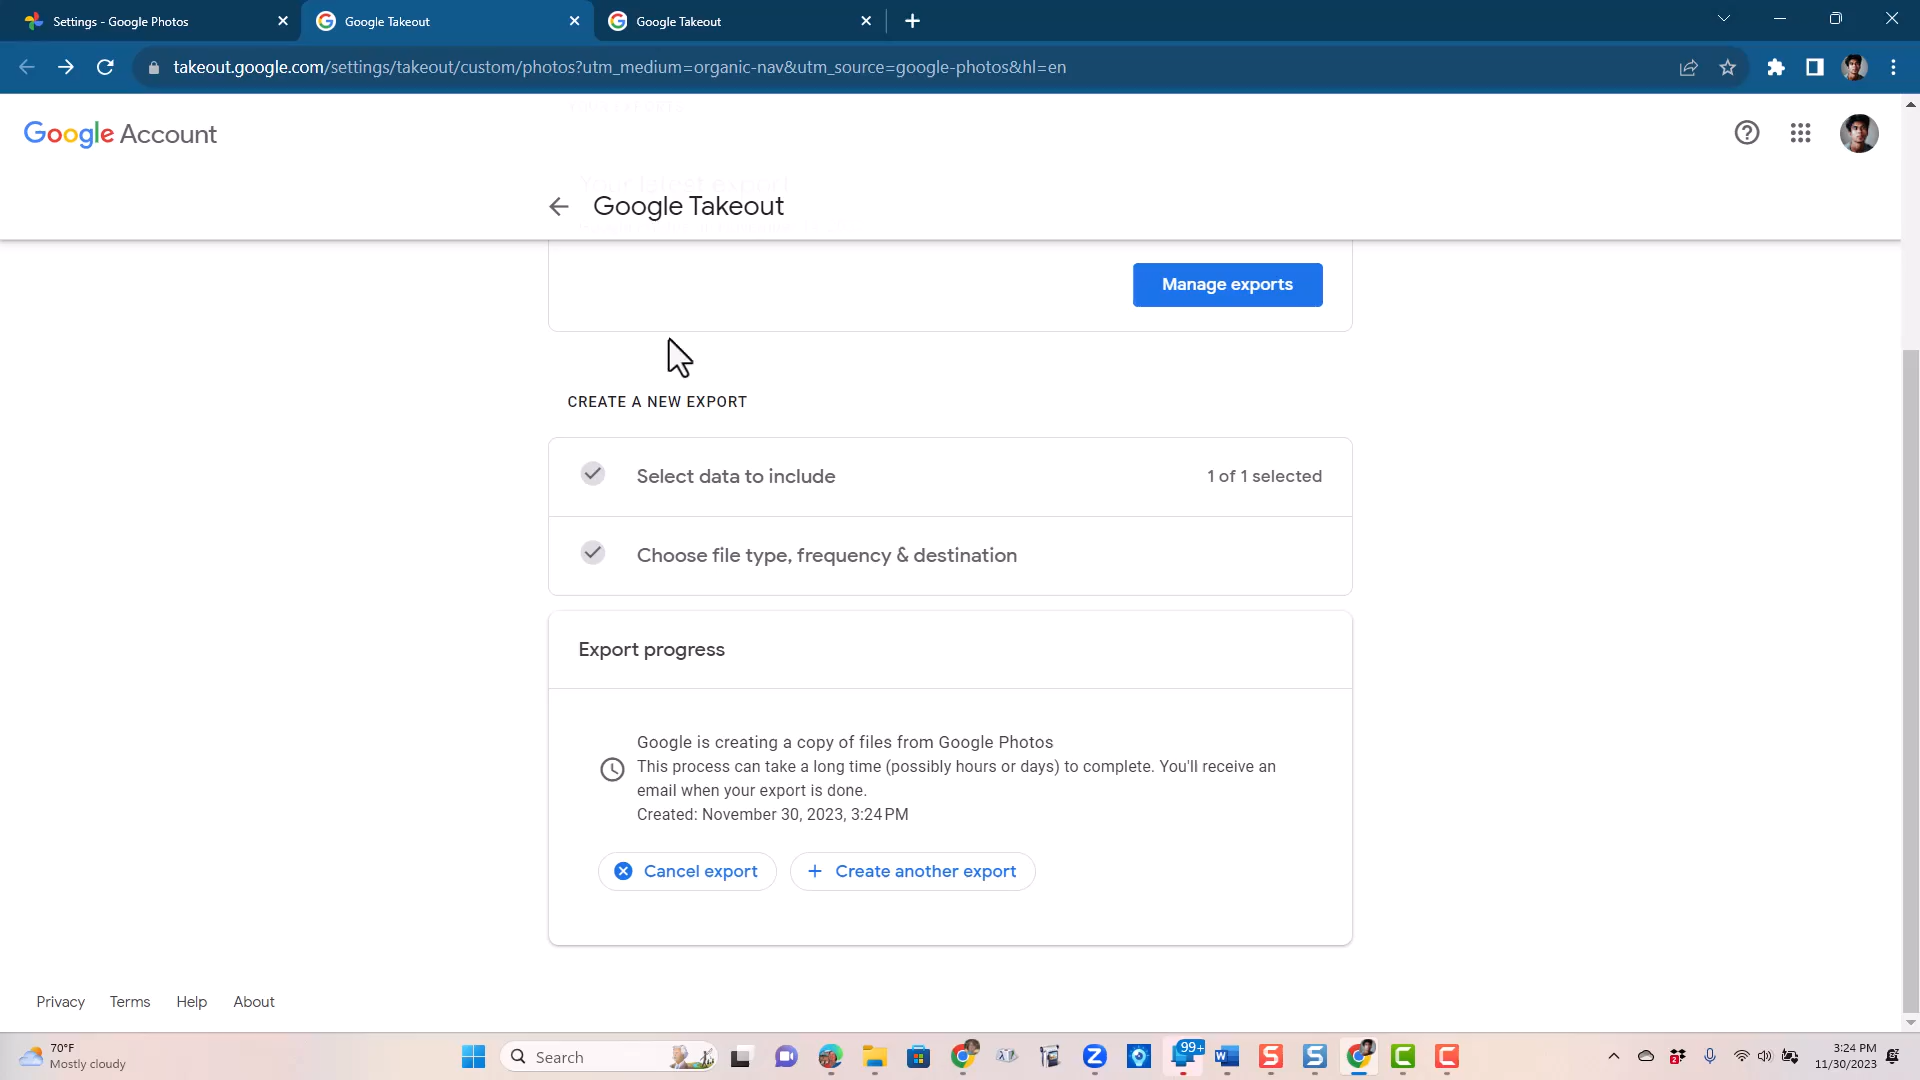 Settings - Google Photos
Google Takeout
Google Takeout
takeout.google.com/settings/takeout/custom/photos?utm_medium=organic-nav&utm_source=google-photos&hl=en
Google Account
Your latest export
Google Takeout
Manage exports
CREATE A NEW EXPORT
Select data to include
1 of 1 selected
Choose file type, frequency & destination
Export progress
Google is creating a copy of files from Google Photos
This process can take a long time (possibly hours or days) to complete. You'll receive an
email when your export is done.
Created: November 30, 2023, 3:24 PM
Cancel export
Create another export
Privacy
Terms
Help
About
70°F
Mostly cloudy
Search
99+
3:24 PM
11/30/2023